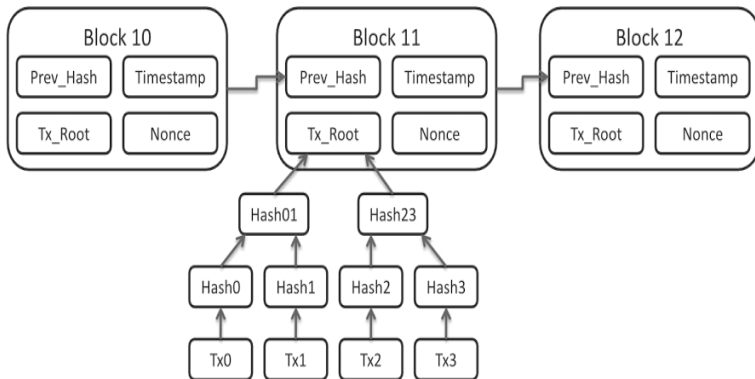 Block 10
Prev_Hash
Timestamp
Tx_Root
Nonce
Block 11
Prev_Hash
Timestamp
Tx_Root
Nonce
Block 12
Prev_Hash
Timestamp
Tx_Root
Nonce
Hash01
Hash23
Hash0
Hash1
Hash2
Hash3
Tx0
Tx1
Tx2
Tx3